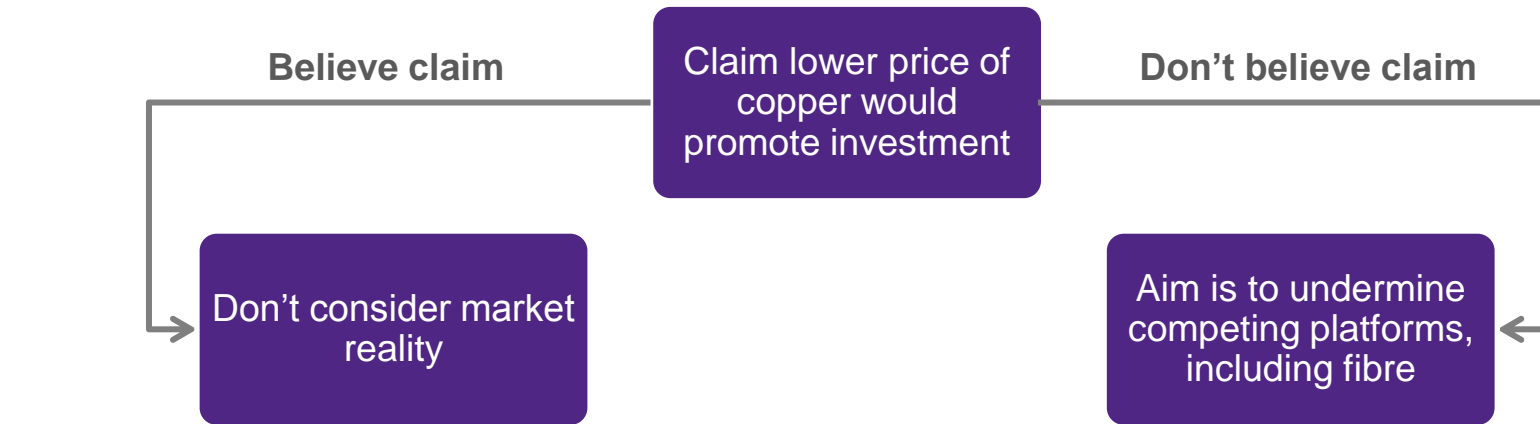 Believe claim
Claim lower price of
copper would
promote investment
Don’t believe claim
Don’t consider market
reality
Aim is to undermine
competing platforms,
including fibre